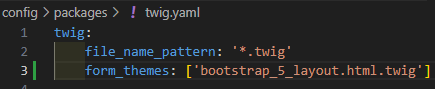 config > packages > ! twig.yaml
1 twig:
2 file_name_pattern: '*.twig'
3 form_themes: ['bootstrap_5_layout.html.twig']